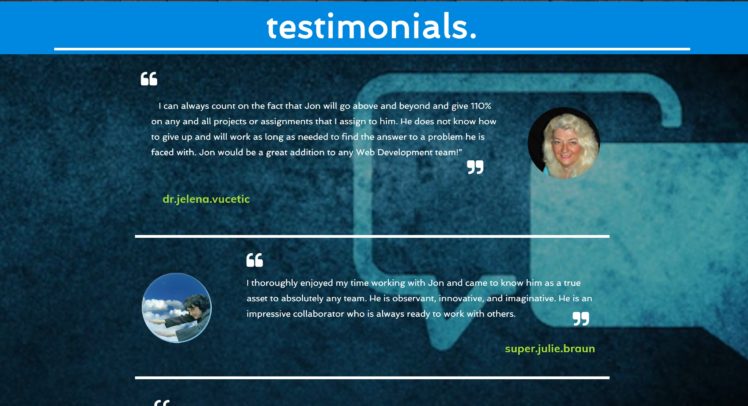 testimonials.
I can always count on the fact that Jon will go above and beyond and give 110%
on any and all projects or assignments that I assign to him. He does not know how
to give up and will work as long as needed to find the answer to a problem he is
faced with. Jon would be a great addition to any Web Development team!"
dr.jelena.vucetic
I thoroughly enjoyed my time working with Jon and came to know him as a true
asset to absolutely any team. He is observant, innovative, and imaginative. He is an
impressive collaborator who is always ready to work with others.
super.julie.braun